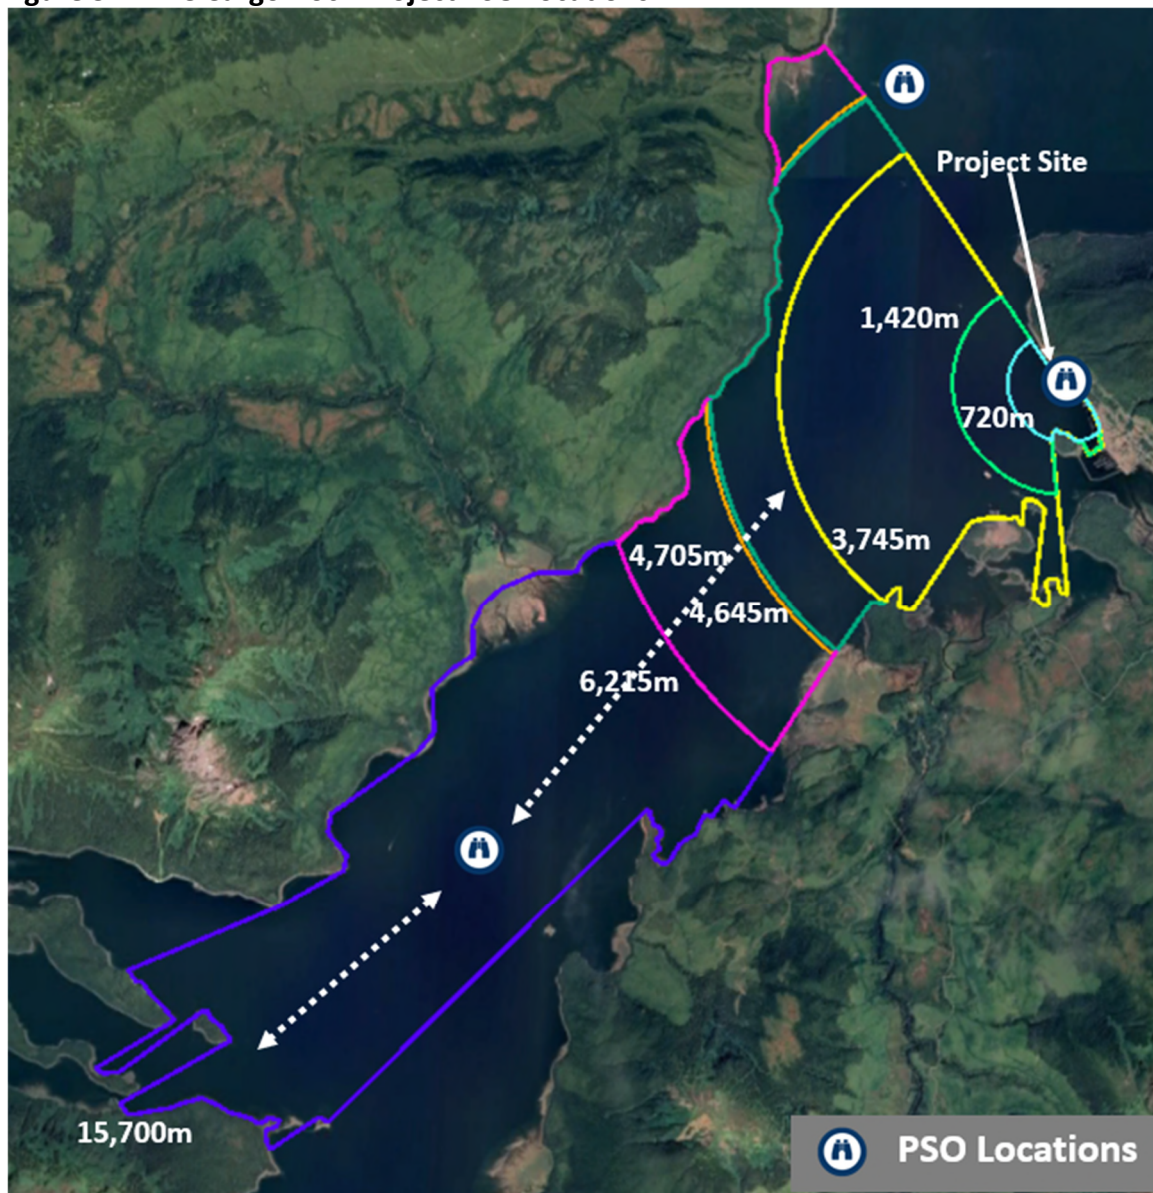 Project Site
1,420m
720m
3,745m
4,705m
4,645m
6,215m
15,700m
PSO Locations